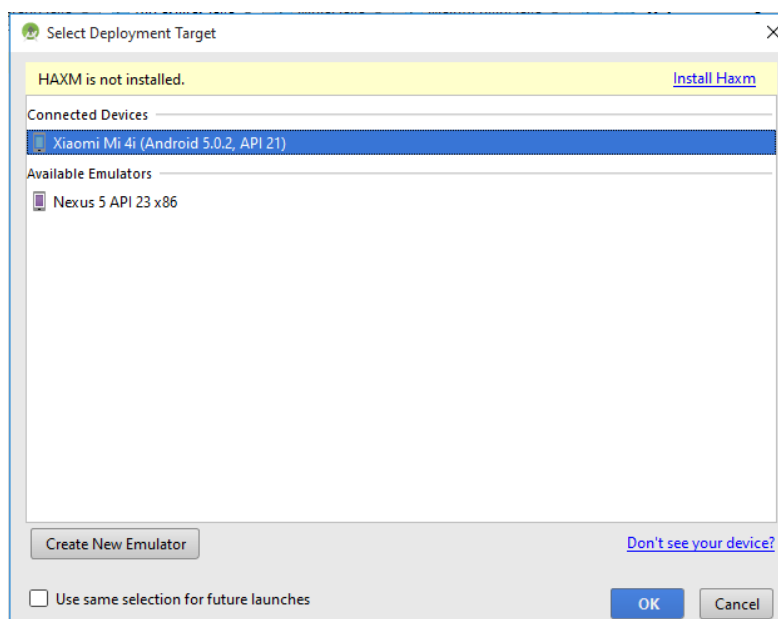 Select Deployment Target
HAXM is not installed. Install Haxm
Connected Devices
Xiaomi Mi 4i (Android 5.0.2, API 21)
Available Emulators
Nexus 5 API 23 x86
Create New Emulator Don't see your device?
Use same selection for future launches
OK Cancel